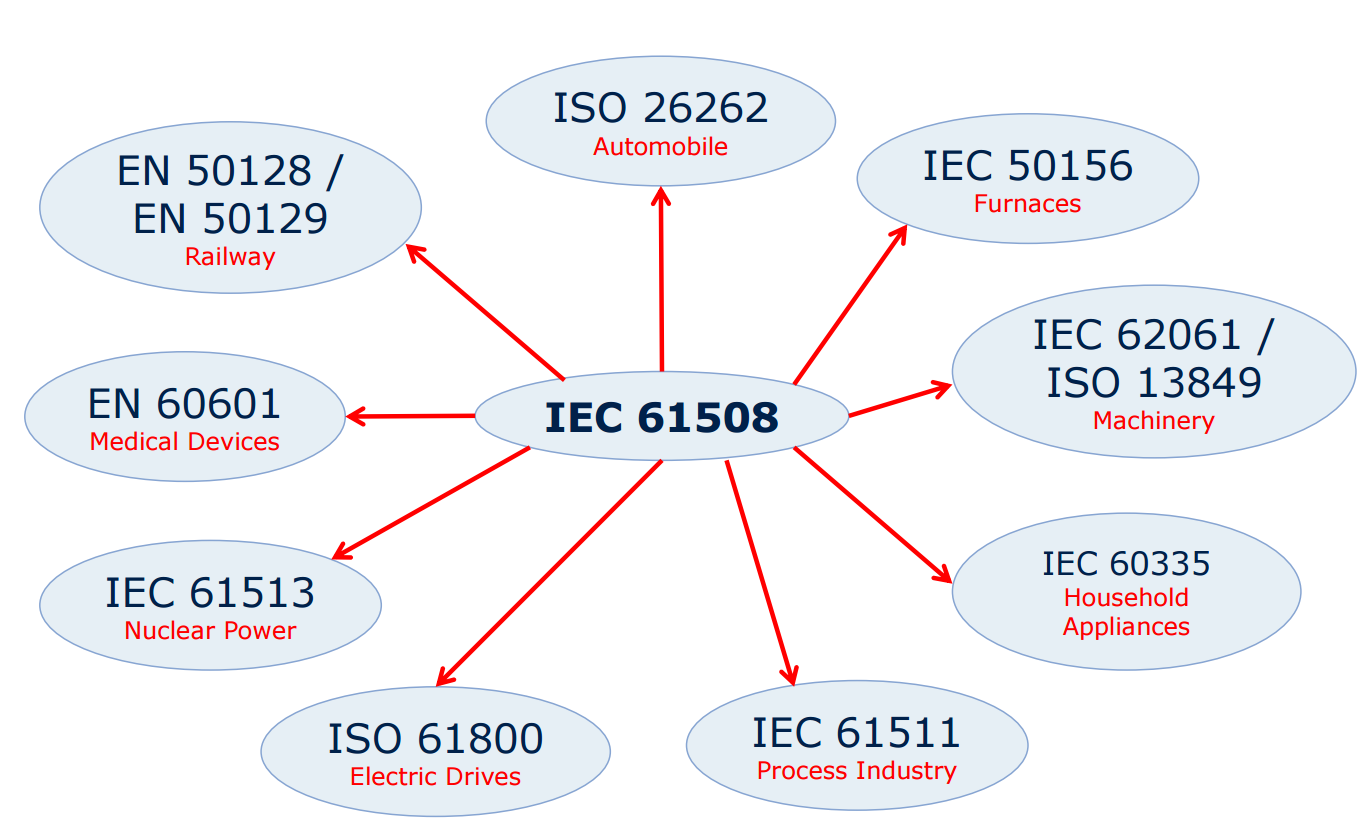 ISO 26262
Automobile
EN 50128 /
EN 50129
Railway
IEC 50156
Furnaces
IEC 62061 /
ISO 13849
Machinery
EN 60601
Medical Devices
IEC 61508
IEC 61513
Nuclear Power
IEC 60335
Household
Appliances
ISO 61800
Electric Drives
IEC 61511
Process Industry